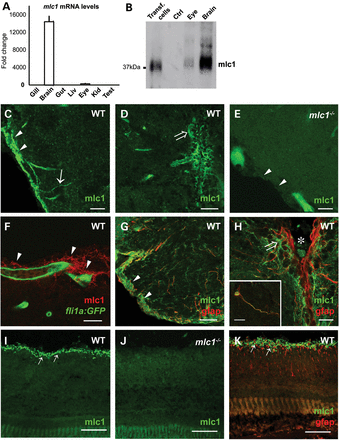 A
mlc1 mRNA levels
Fold change
16000
12000
8000
4000
0
Gill Brain Gut Liv Eye Kid Test
B
Transf. cells Ctrl Eye Brain
37kDa
mlc1
C WT
mlc1
D WT
mlc1
E mlc1-/-
mlc1
F WT
mlc1
fli1a:GFP
G WT
mlc1
gfap
H WT
*
mlc1
gfap
I WT
mlc1
J mlc1-/-
mlc1
K WT
mlc1
gfap